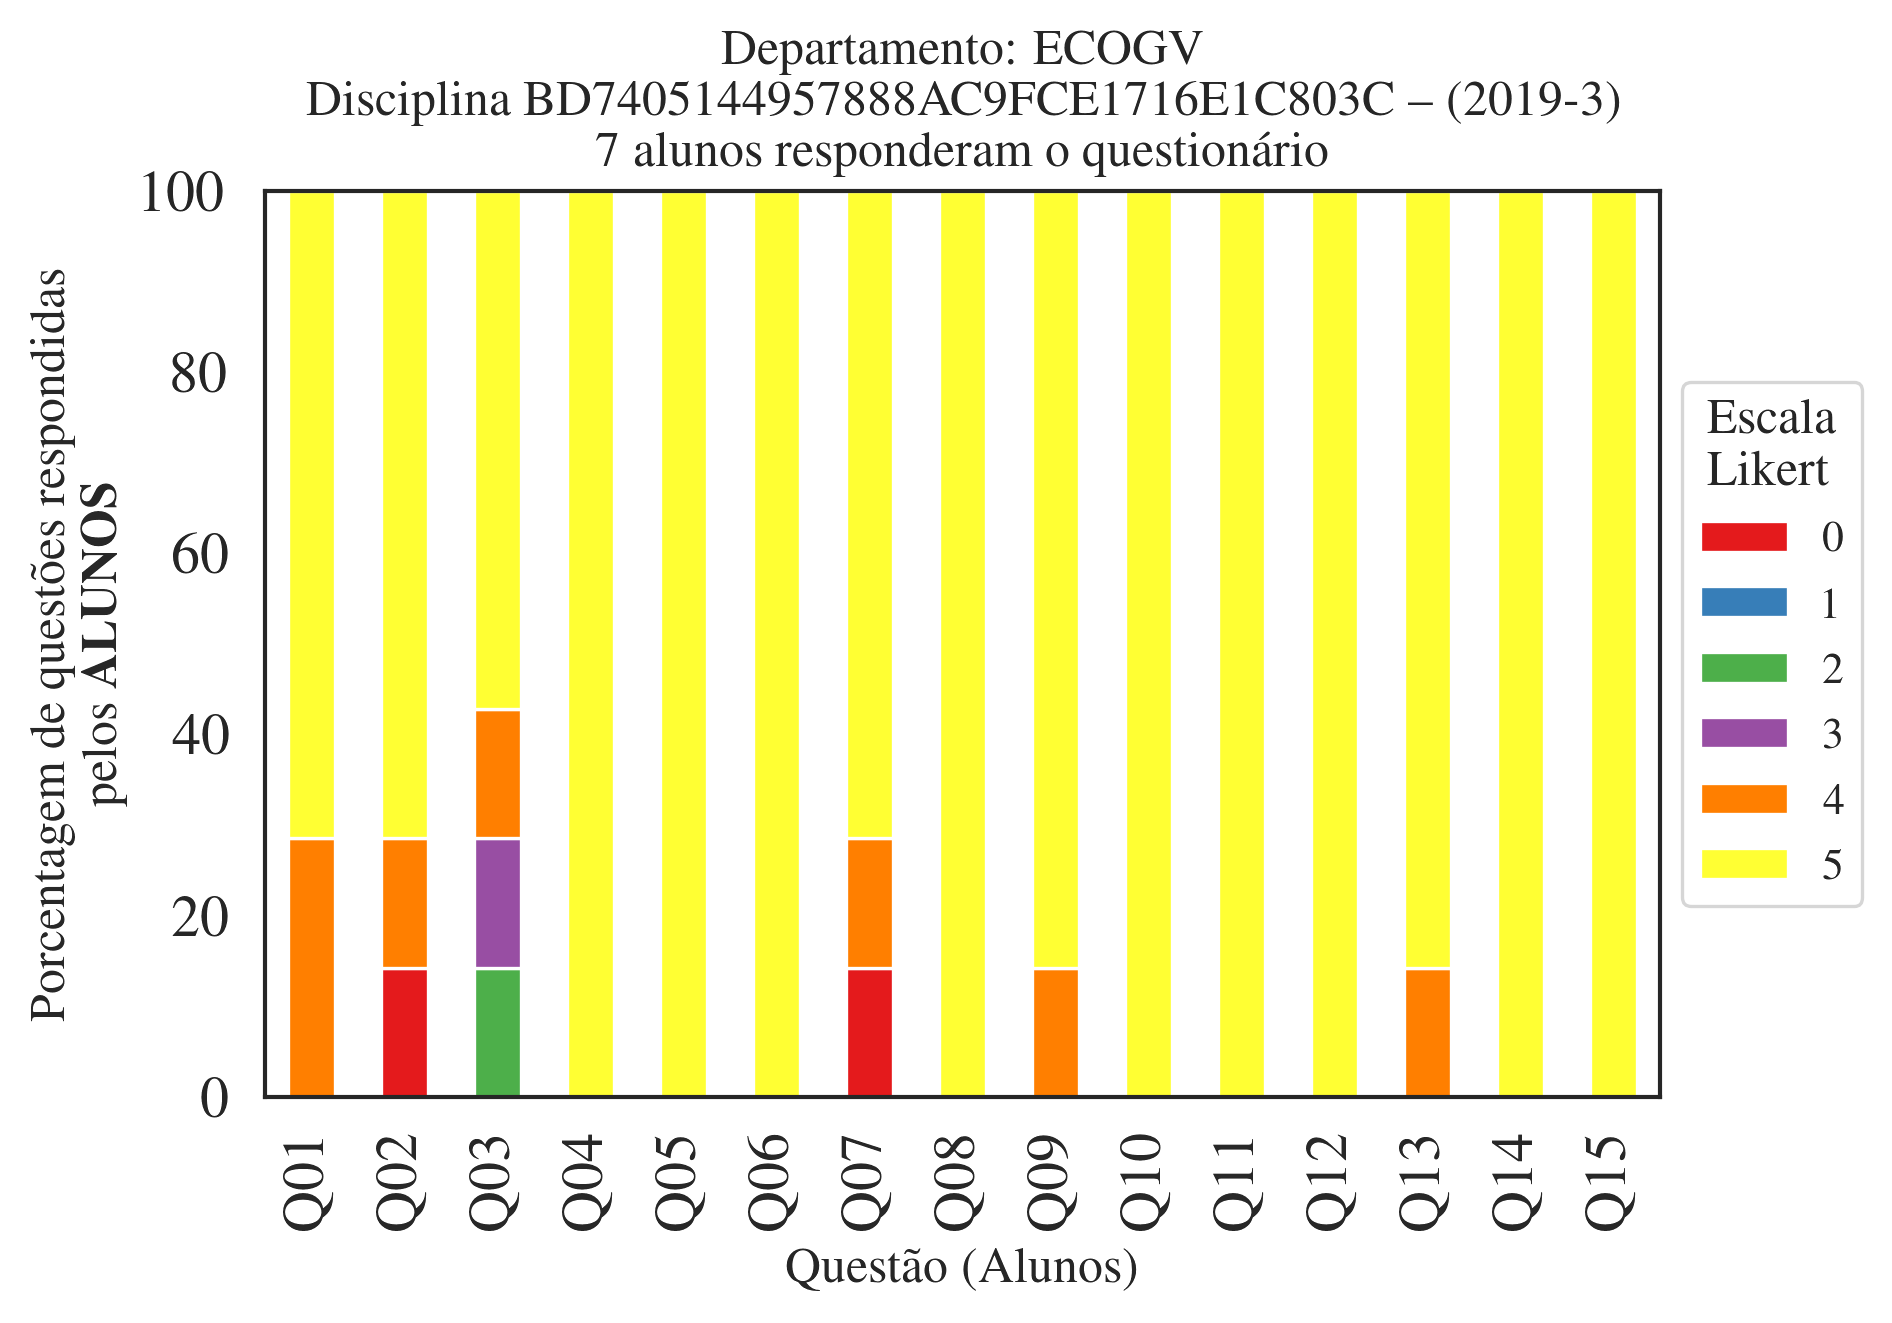 Departamento: ECOGV
Disciplina BD7405144957888AC9FCE1716E1C803C – (2019-3)
7 alunos responderam o questionário
Porcentagem de questões respondidas
pelos ALUNOS
100
80
60
40
20
0
Q01
Q02
Q03
Q04
Q05
Q06
Q07
Q08
Q09
Q10
Q11
Q12
Q13
Q14
Q15
Questão (Alunos)
Escala
Likert
0
1
2
3
4
5